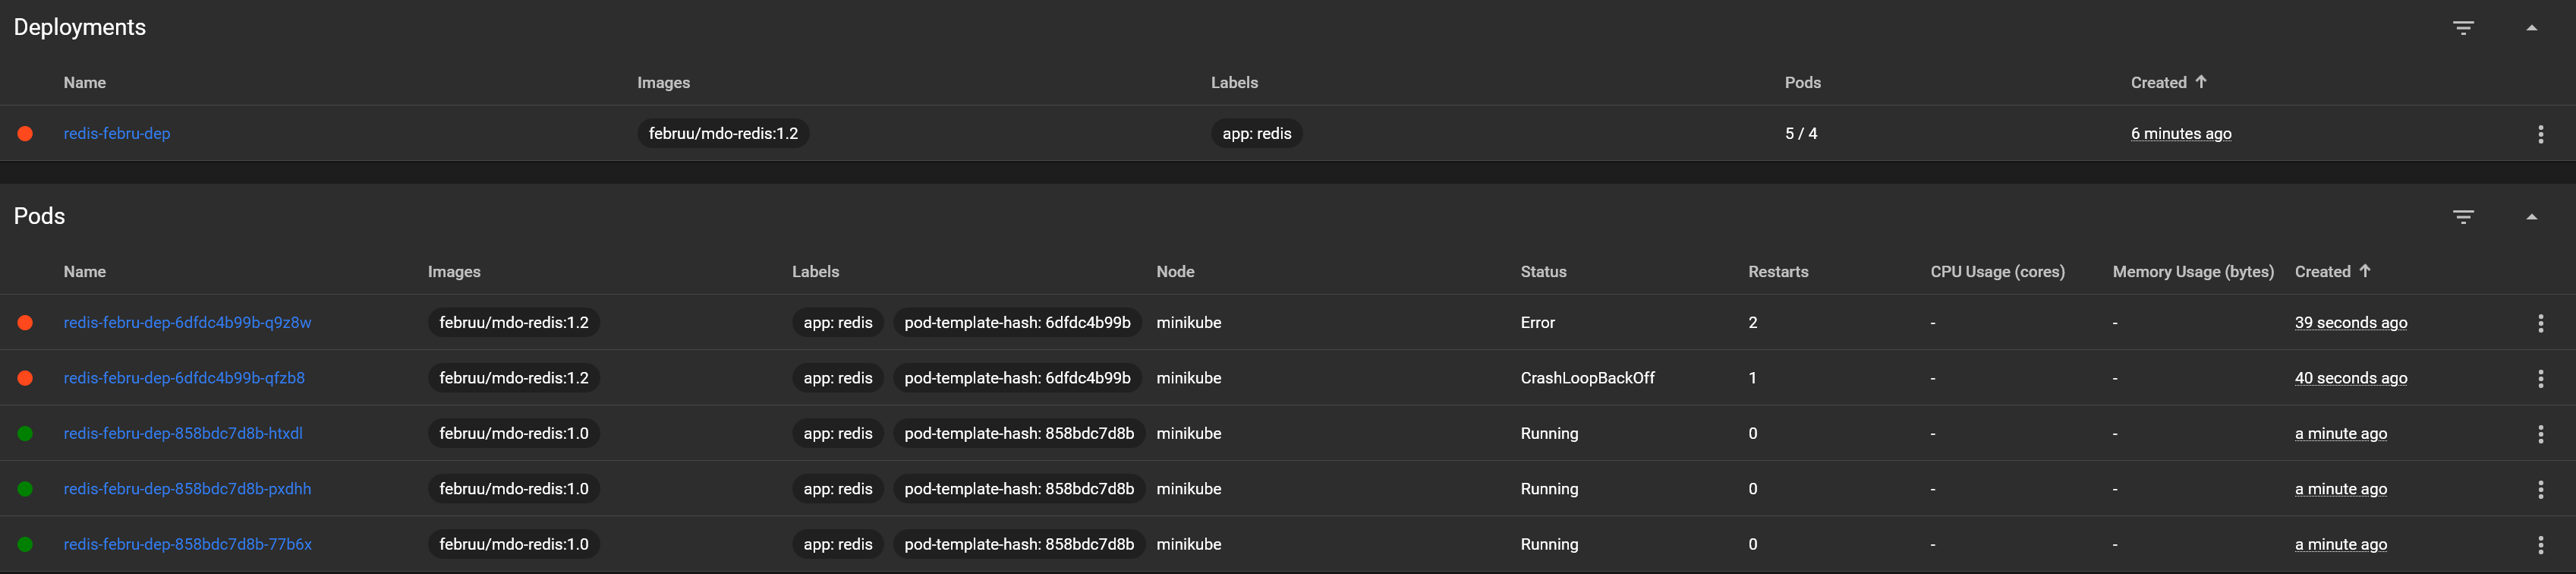 Deployments
Name Images Labels Pods Created
redis-febru-dep februu/mdo-redis:1.2 app: redis 5 / 4 6 minutes ago
Pods
Name Images Labels Node Status Restarts CPU Usage (cores) Memory Usage (bytes) Created
redis-febru-dep-6dfdc4b99b-q9z8w februu/mdo-redis:1.2 app: redis pod-template-hash: 6dfdc4b99b minikube Error 2 - - 39 seconds ago
redis-febru-dep-6dfdc4b99b-qfzb8 februu/mdo-redis:1.2 app: redis pod-template-hash: 6dfdc4b99b minikube CrashLoopBackOff 1 - - 40 seconds ago
redis-febru-dep-858bdc7d8b-htxdl februu/mdo-redis:1.0 app: redis pod-template-hash: 858bdc7d8b minikube Running 0 - - a minute ago
redis-febru-dep-858bdc7d8b-pxdhh februu/mdo-redis:1.0 app: redis pod-template-hash: 858bdc7d8b minikube Running 0 - - a minute ago
redis-febru-dep-858bdc7d8b-77b6x februu/mdo-redis:1.0 app: redis pod-template-hash: 858bdc7d8b minikube Running 0 - - a minute ago